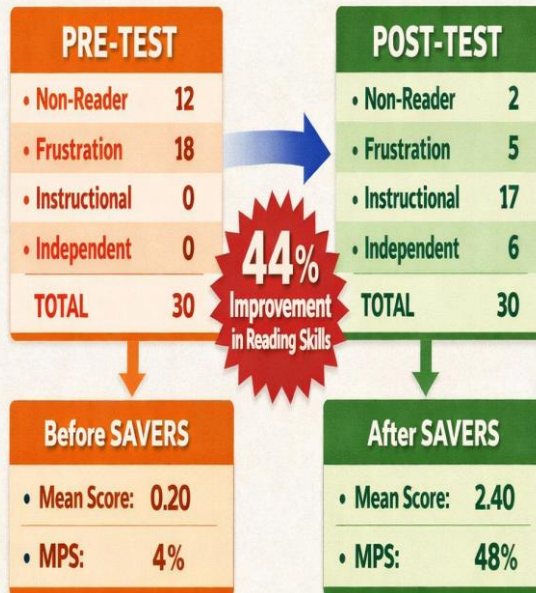 PRE-TEST
• Non-Reader 12
• Frustration 18
• Instructional 0
• Independent 0
TOTAL 30
POST-TEST
• Non-Reader 2
• Frustration 5
• Instructional 17
• Independent 6
TOTAL 30
44%
Improvement
in Reading Skills
Before SAVERS
• Mean Score: 0.20
• MPS: 4%
After SAVERS
• Mean Score: 2.40
• MPS: 48%